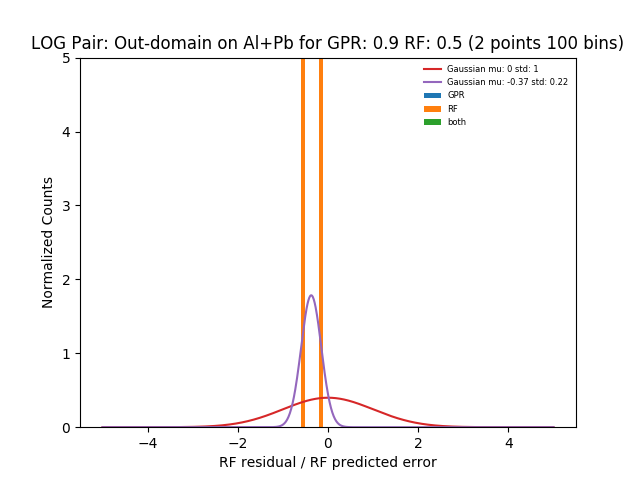 LOG Pair: Out-domain on Al+Pb for GPR: 0.9 RF: 0.5 (2 points 100 bins)
Gaussian mu: 0 std: 1
Gaussian mu: -0.37 std: 0.22
GPR
RF
both
Normalized Counts
5
4
3
2
1
0
−4 −2 0 2 4
RF residual / RF predicted error